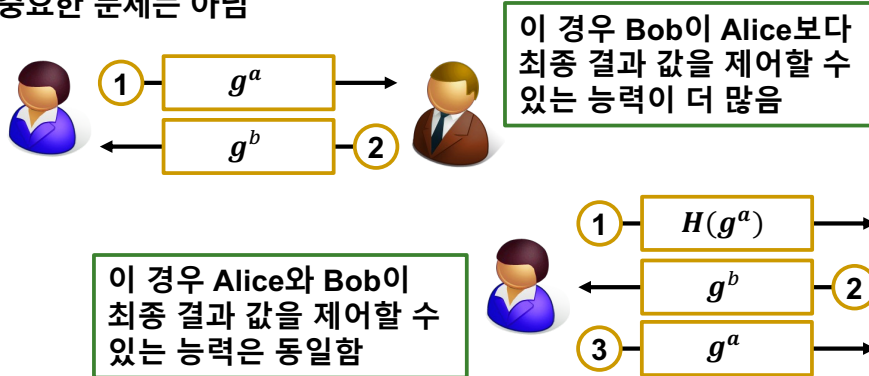 중요한 문제는 아님
이 경우 Bob이 Alice보다
최종 결과 값을 제어할 수
있는 능력이 더 많음
1 g^a
g^b 2
1 H(g^a)
g^b 2
3 g^a
이 경우 Alice와 Bob이
최종 결과 값을 제어할 수
있는 능력은 동일함